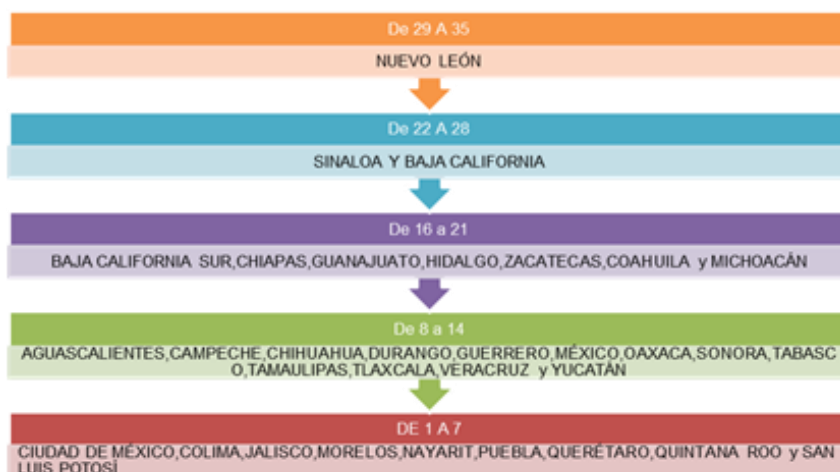 De 29 A 35
NUEVO LEÓN
De 22 A 28
SINALOA Y BAJA CALIFORNIA
De 16 a 21
BAJA CALIFORNIA SUR,CHIAPAS,GUANAJUATO,HIDALGO,ZACATECAS,COAHUILA y MICHOACÁN
De 8 a 14
AGUASCALIENTES,CAMPECHE,CHIHUAHUA,DURANGO,GUERRERO,MÉXICO,OAXACA,SONORA,TABASC
O,TAMAULIPAS,TLAXCALA,VERACRUZ y YUCATÁN
DE 1 A 7
CIUDAD DE MÉXICO,COLIMA,JALISCO,MORELOS,NAYARIT,PUEBLA,QUERÉTARO,QUINTANA ROO y SAN
LUIS POTOSÍ